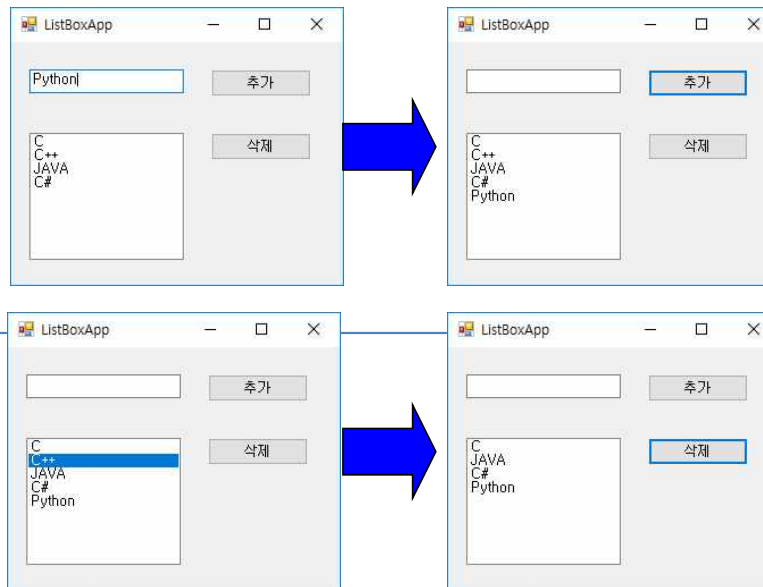 ListBoxApp
Python
추가
C
C++
JAVA
C#
삭제
ListBoxApp
추가
C
C++
JAVA
C#
Python
삭제
ListBoxApp
추가
C
C++
JAVA
C#
Python
삭제
ListBoxApp
추가
C
JAVA
C#
Python
삭제